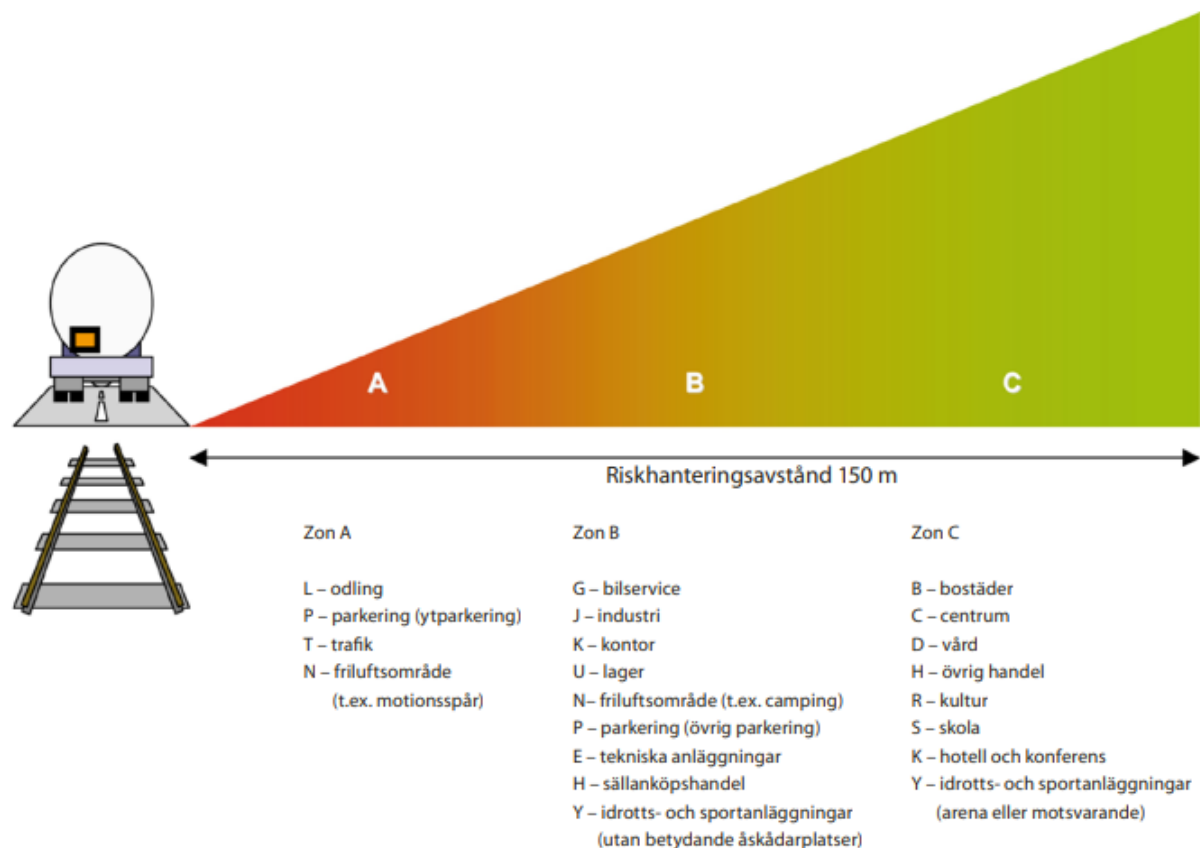 A
B
C
Riskhanteringsavstånd 150 m
Zon A
L – odling
P – parkering (ytparkering)
T – trafik
N – friluftsområde
(t.ex. motionsspår)
Zon B
G – bilservice
J – industri
K – kontor
U – lager
N– friluftsområde (t.ex. camping)
P – parkering (övrig parkering)
E – tekniska anläggningar
H – sällanköpshandel
Y – idrotts- och sportanläggningar
(utan betydande åskådarplatser)
Zon C
B – bostäder
C – centrum
D – vård
H – övrig handel
R – kultur
S – skola
K – hotell och konferens
Y – idrotts- och sportanläggningar
(arena eller motsvarande)